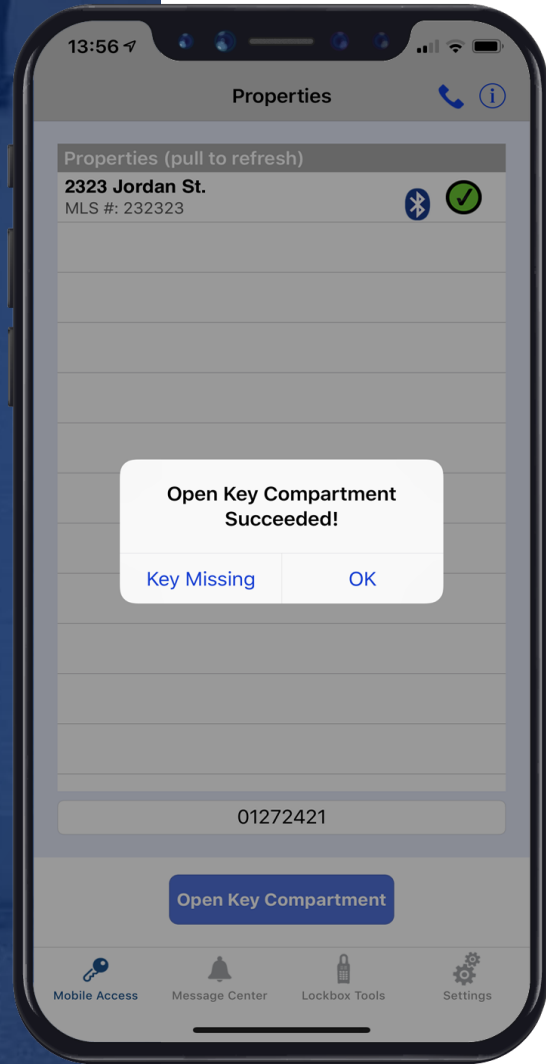 13:56
Properties
Properties (pull to refresh)
2323 Jordan St.
MLS #: 232323
Open Key Compartment
Succeeded!
Key Missing
OK
01272421
Open Key Compartment
Mobile Access
Message Center
Lockbox Tools
Settings